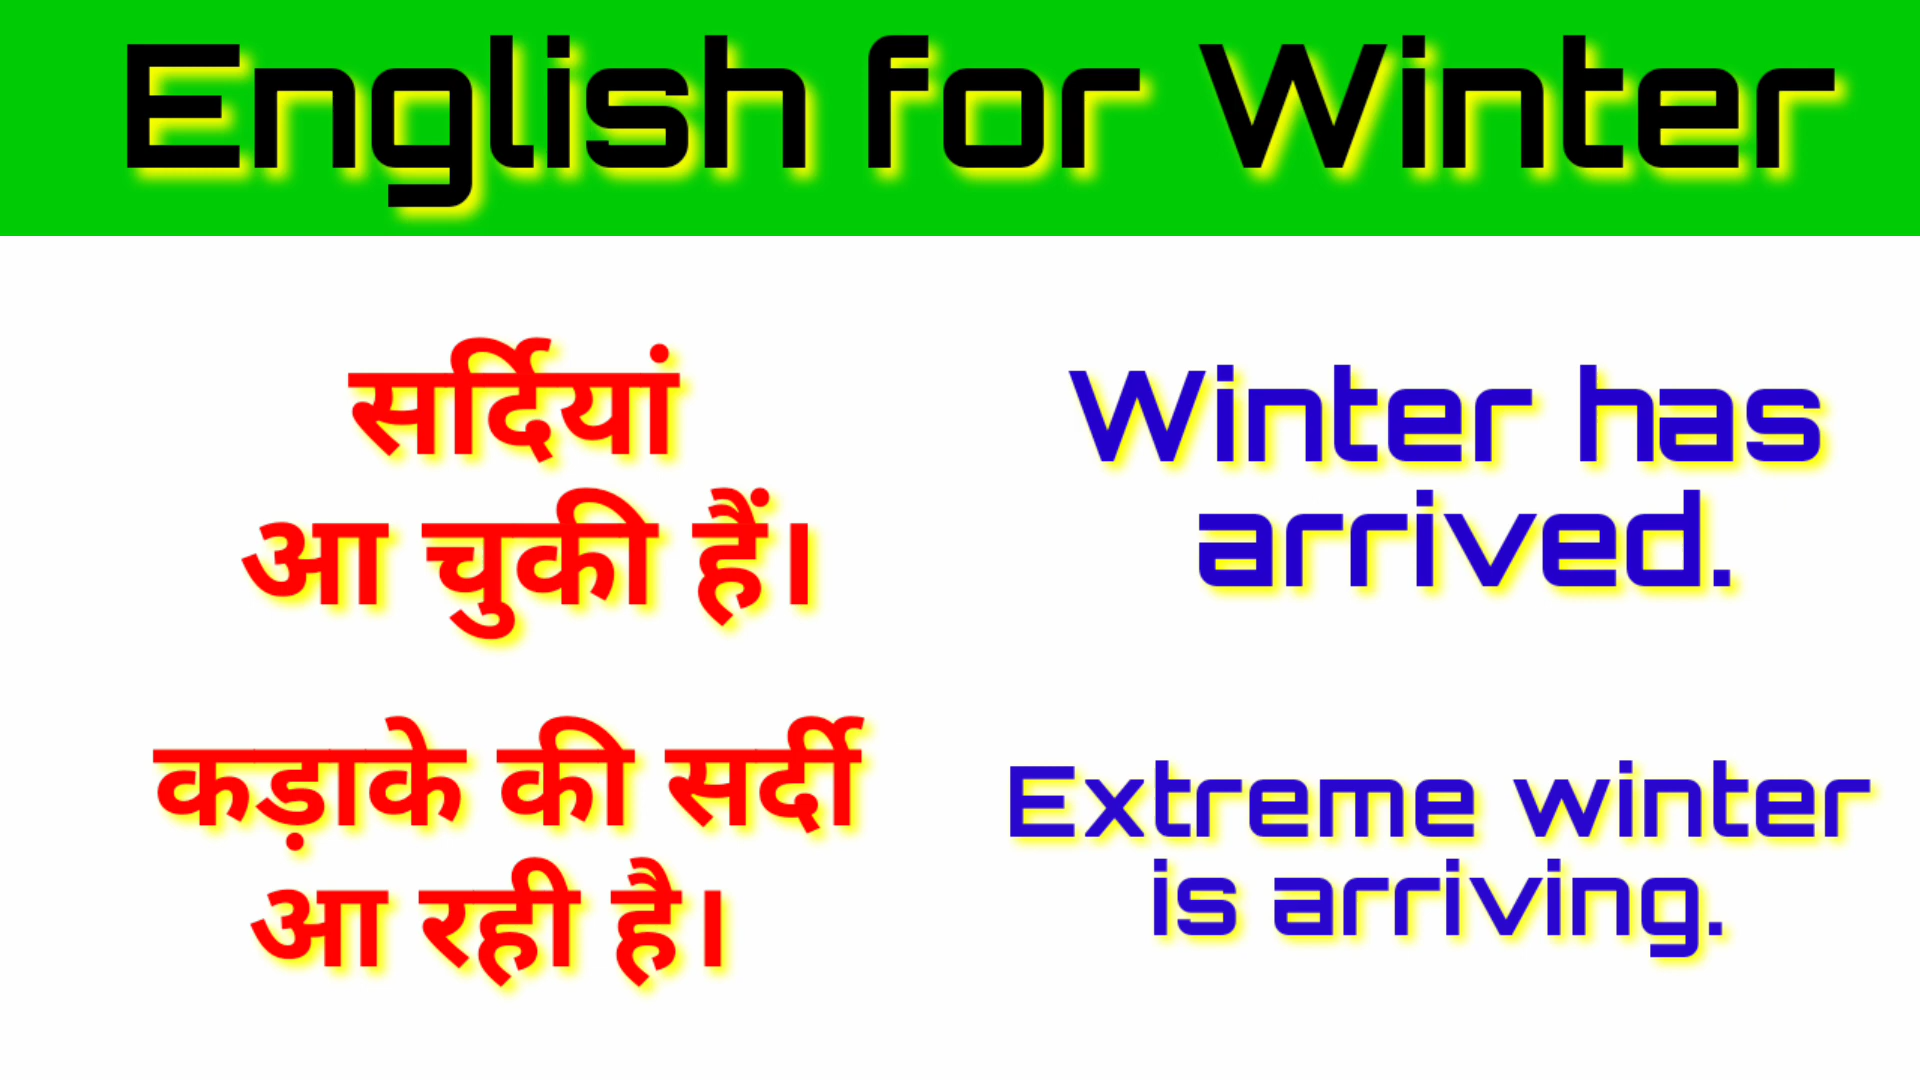 English for Winter
सर्दियां
आ चुकी हैं।
Winter has
arrived.
कड़ाके की सर्दी
आ रही है।
Extreme winter
is arriving.